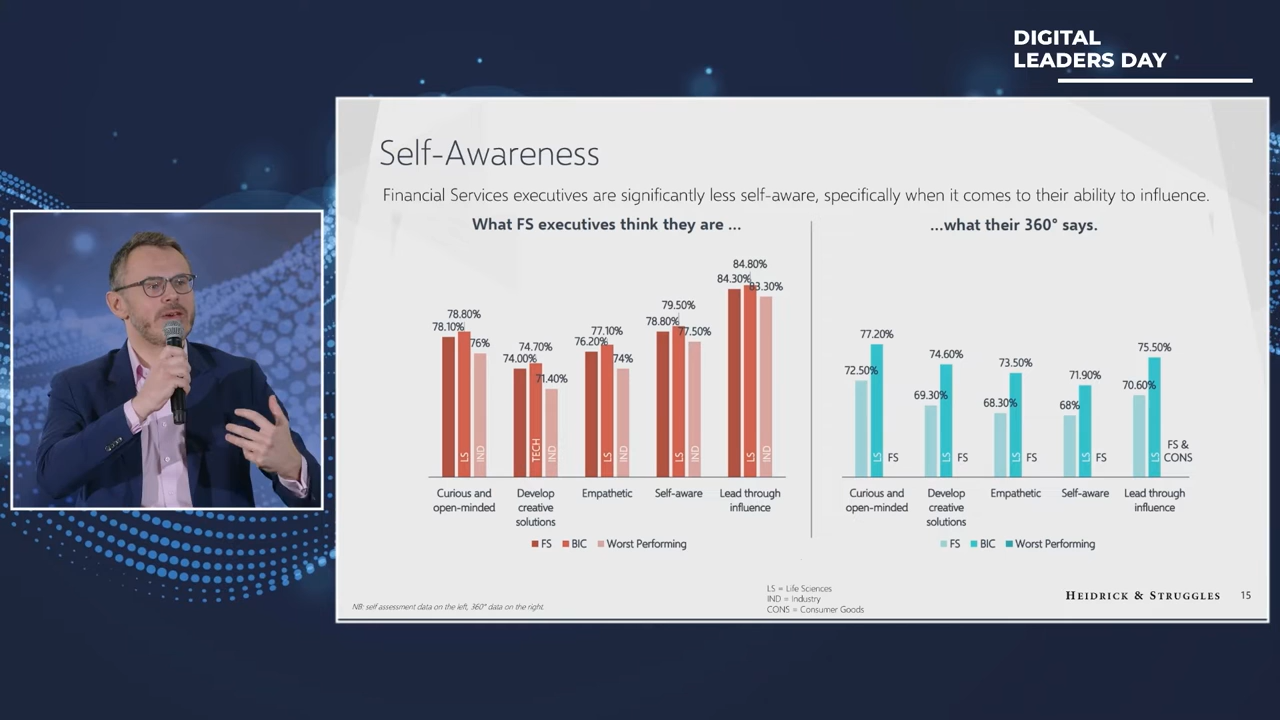 DIGITAL
LEADERS DAY
Self-Awareness
Financial Services executives are significantly less self-aware, specifically when it comes to their ability to influence.
What FS executives think they are ...
78.10%
78.80%
76%
74.00%
74.70%
71.40%
76.20%
77.10%
74%
78.80%
79.50%
77.50%
84.30%
84.80%
83.30%
LS
IND
TECH
IND
LS
IND
LS
IND
LS
IND
Curious and
open-minded
Develop
creative
solutions
Empathetic
Self-aware
Lead through
influence
FS
BIC
Worst Performing
...what their 360° says.
72.50%
77.20%
69.30%
74.60%
68.30%
73.50%
68%
71.90%
70.60%
75.50%
LS
FS
LS
FS
LS
FS
LS
FS
LS
FS &
CONS
Curious and
open-minded
Develop
creative
solutions
Empathetic
Self-aware
Lead through
influence
FS
BIC
Worst Performing
LS = Life Sciences
IND = Industry
CONS = Consumer Goods
NB: self assessment data on the left, 360° data on the right.
HEIDRICK & STRUGGLES
15